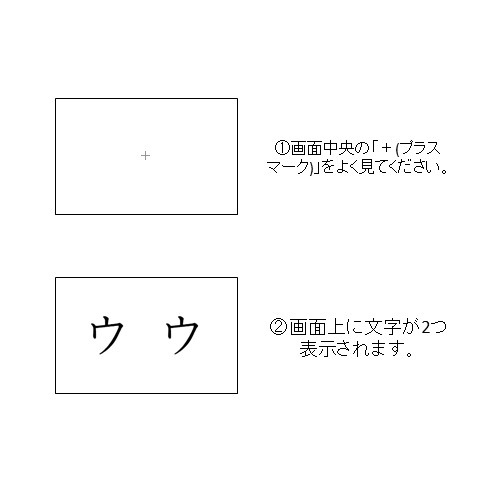 ①画面中央の「＋(プラス
マーク)」をよく見てください。
ウ ウ
②画面上に文字が2つ
表示されます。